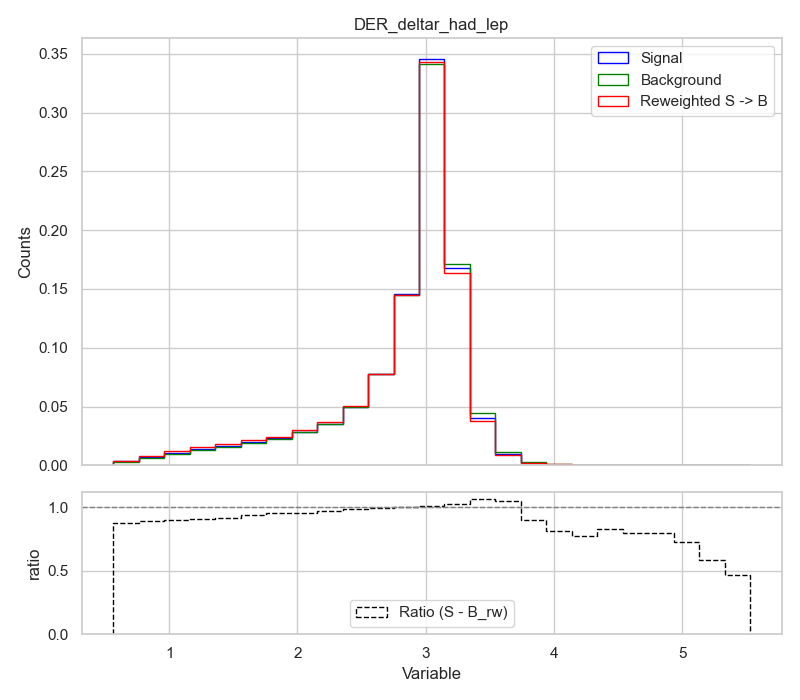 DER_deltar_had_lep
0.35
0.30
0.25
0.20
0.15
0.10
0.05
0.00
Counts
Signal
Background
Reweighted S -> B
1.0
0.5
0.0
ratio
Ratio (S - B_rw)
1 2 3 4 5
Variable